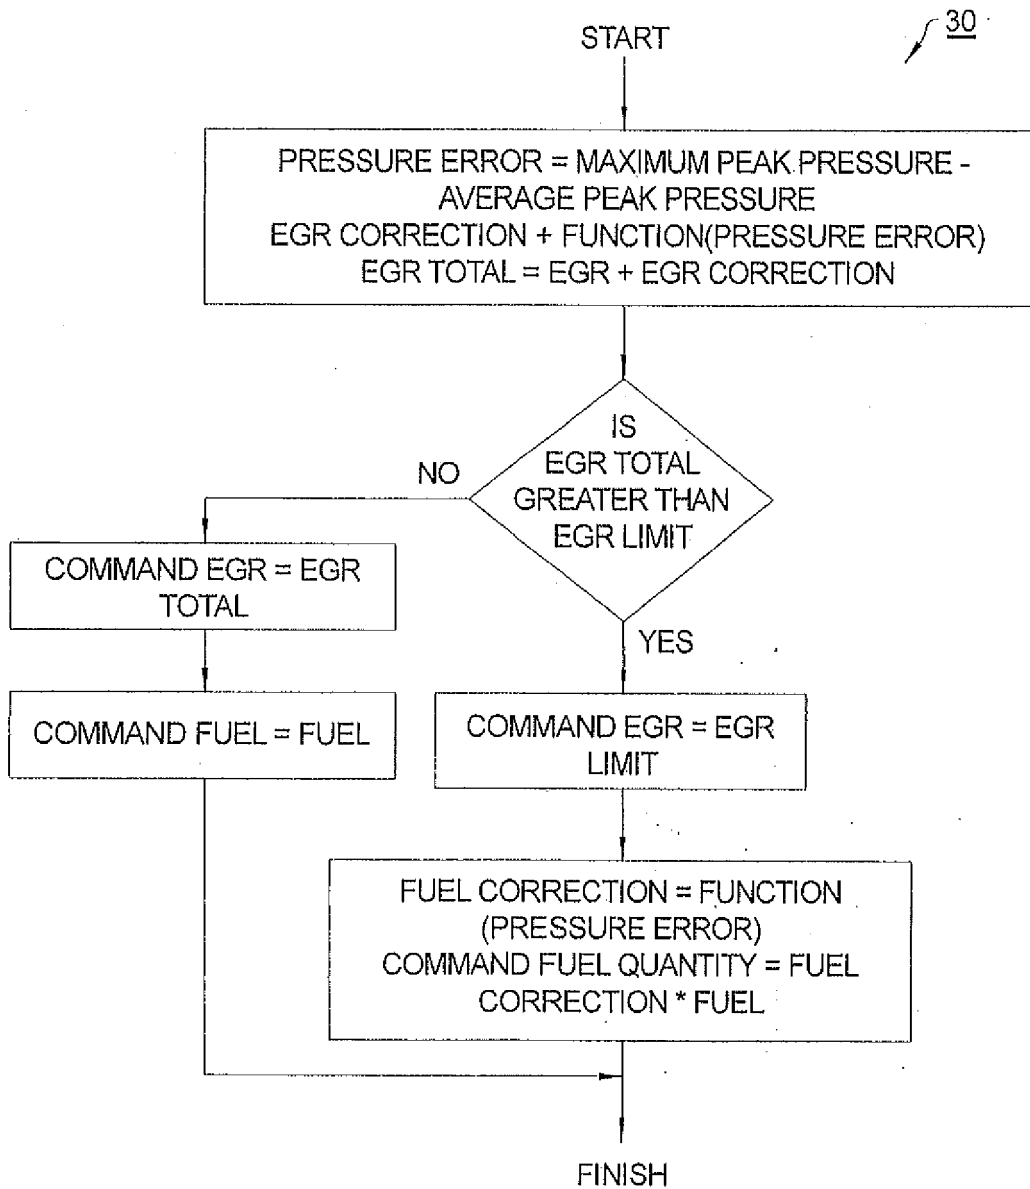 30
START
PRESSURE ERROR = MAXIMUM PEAK PRESSURE -
AVERAGE PEAK PRESSURE
EGR CORRECTION + FUNCTION(PRESSURE ERROR)
EGR TOTAL = EGR + EGR CORRECTION
IS
EGR TOTAL
GREATER THAN
EGR LIMIT
NO
COMMAND EGR = EGR
TOTAL
COMMAND FUEL = FUEL
YES
COMMAND EGR = EGR
LIMIT
FUEL CORRECTION = FUNCTION
(PRESSURE ERROR)
COMMAND FUEL QUANTITY = FUEL
CORRECTION * FUEL
FINISH